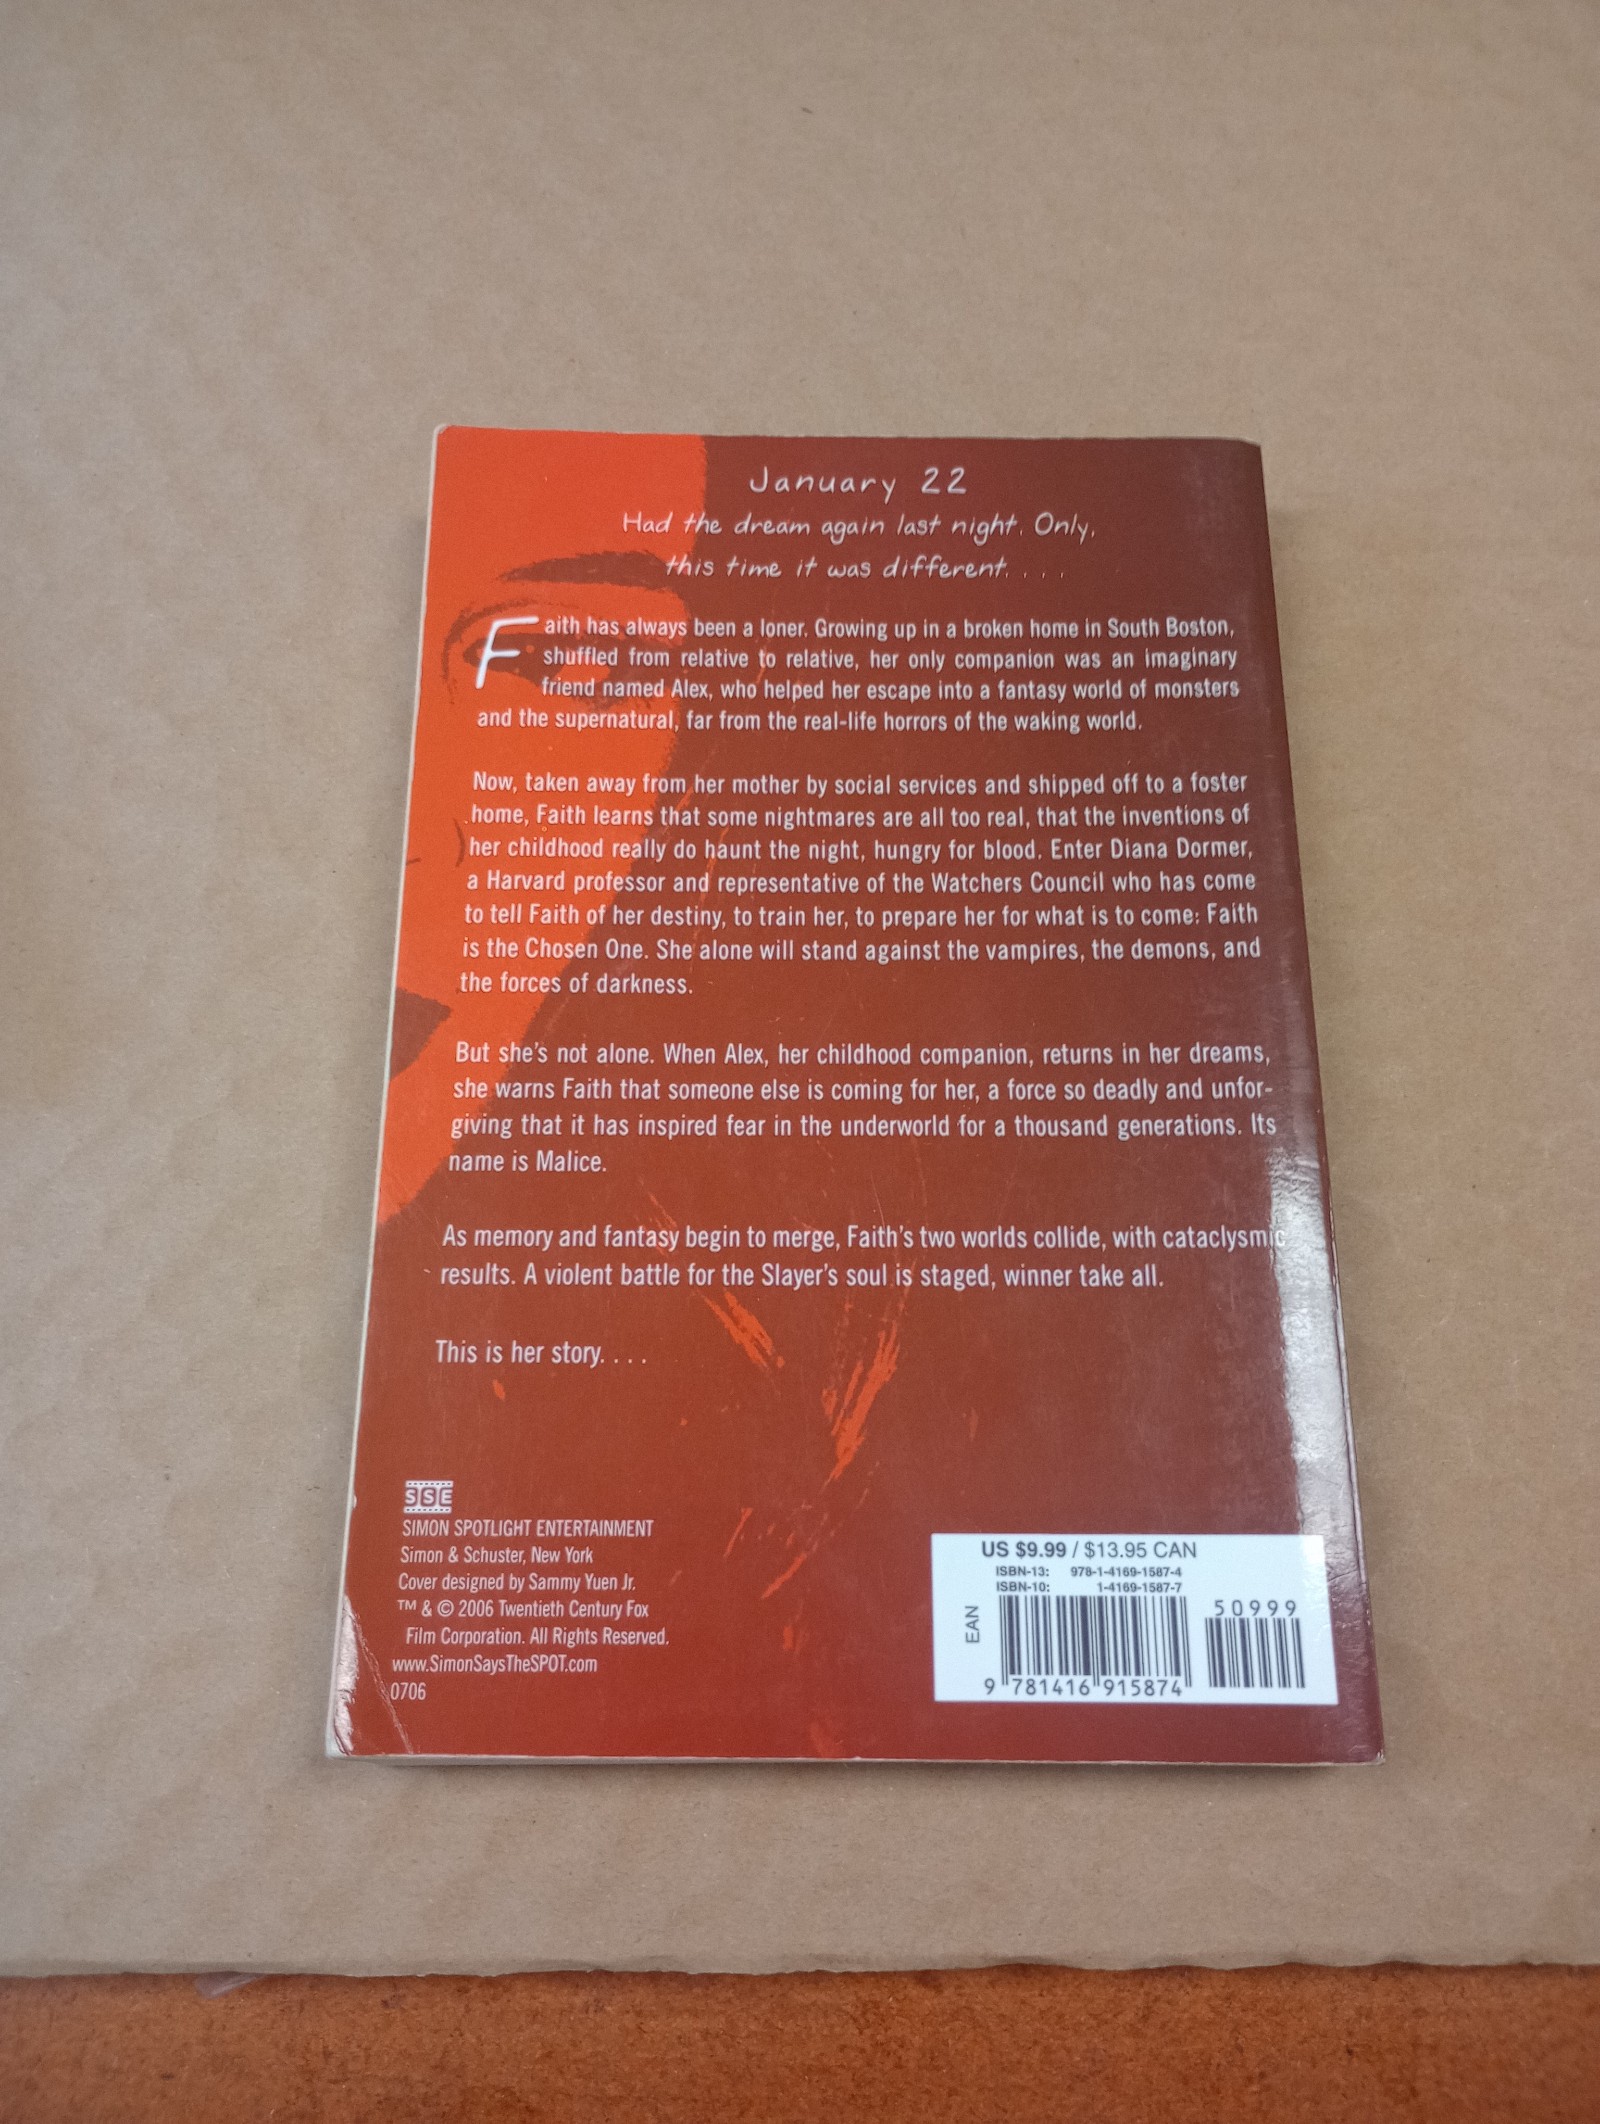 January 22
Had the dream again last night. Only,
this time it was different. . . .
Faith has always been a loner. Growing up in a broken home in South Boston,
shuffled from relative to relative, her only companion was an imaginary
friend named Alex, who helped her escape into a fantasy world of monsters
and the supernatural, far from the real-life horrors of the waking world.
Now, taken away from her mother by social services and shipped off to a foster
home, Faith learns that some nightmares are all too real, that the inventions of
her childhood really do haunt the night, hungry for blood. Enter Diana Dormer,
a Harvard professor and representative of the Watchers Council who has come
to tell Faith of her destiny, to train her, to prepare her for what is to come: Faith
is the Chosen One. She alone will stand against the vampires, the demons, and
the forces of darkness.
But she's not alone. When Alex, her childhood companion, returns in her dreams,
she warns Faith that someone else is coming for her, a force so deadly and unfor-
giving that it has inspired fear in the underworld for a thousand generations. Its
name is Malice.
As memory and fantasy begin to merge, Faith's two worlds collide, with cataclysmic
results. A violent battle for the Slayer's soul is staged, winner take all.
This is her story. . . .
SSE
SIMON SPOTLIGHT ENTERTAINMENT
Simon & Schuster, New York
Cover designed by Sammy Yuen Jr.
™ & © 2006 Twentieth Century Fox
Film Corporation. All Rights Reserved.
www.SimonSaysTheSPOT.com
0706
US $9.99 / $13.95 CAN
ISBN-13: 978-1-4169-1587-4
ISBN-10: 1-4169-1587-7
50999
EAN
9 781416 915874